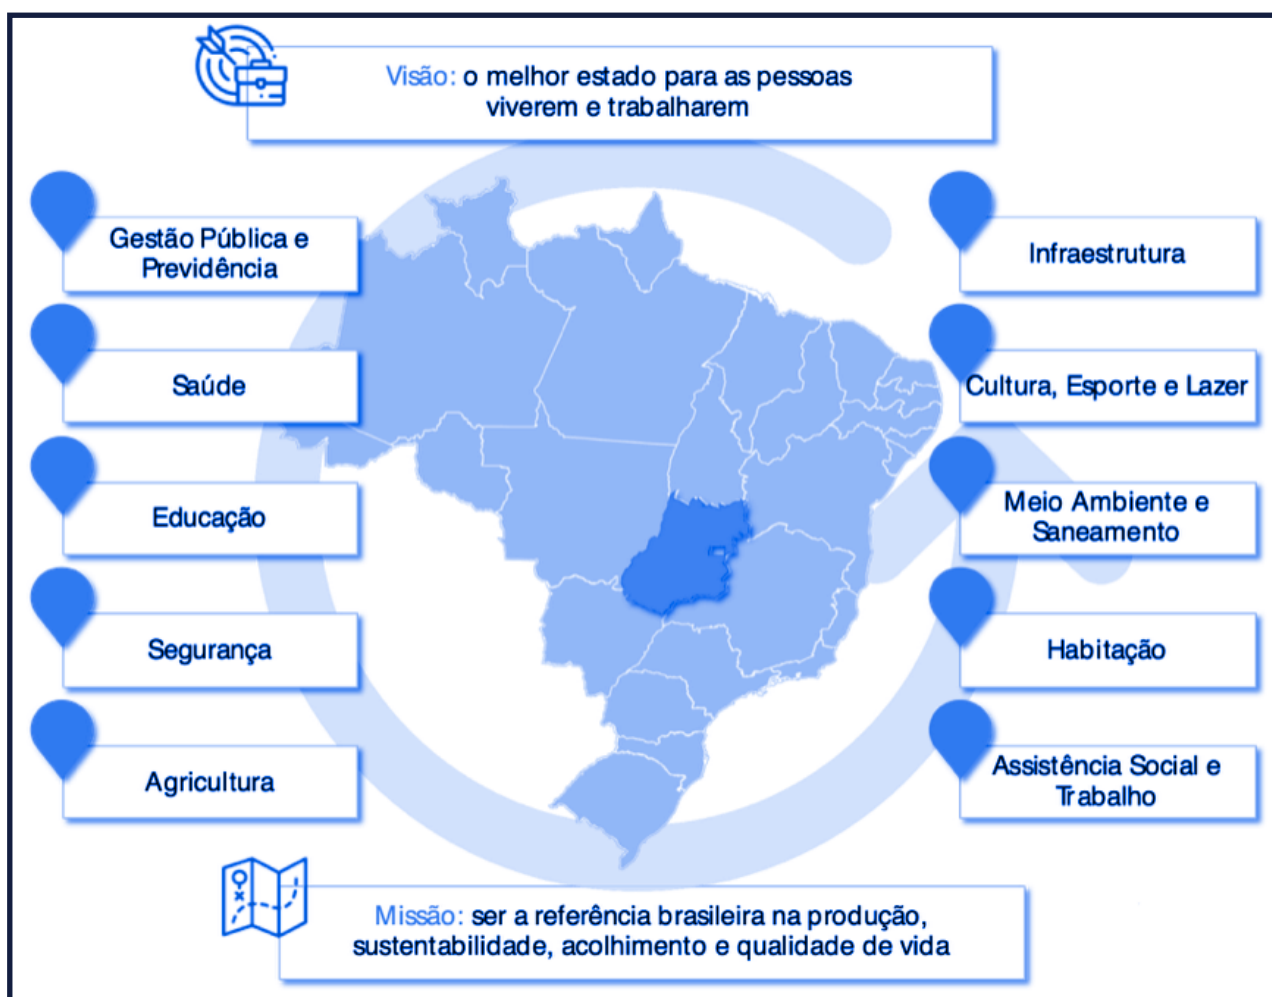 Visão: o melhor estado para as pessoas
viverem e trabalharem
Gestão Pública e
Previdência
Saúde
Educação
Segurança
Agricultura
Infraestrutura
Cultura, Esporte e Lazer
Meio Ambiente e
Saneamento
Habitação
Assistência Social e
Trabalho
Missão: ser a referência brasileira na produção,
sustentabilidade, acolhimento e qualidade de vida